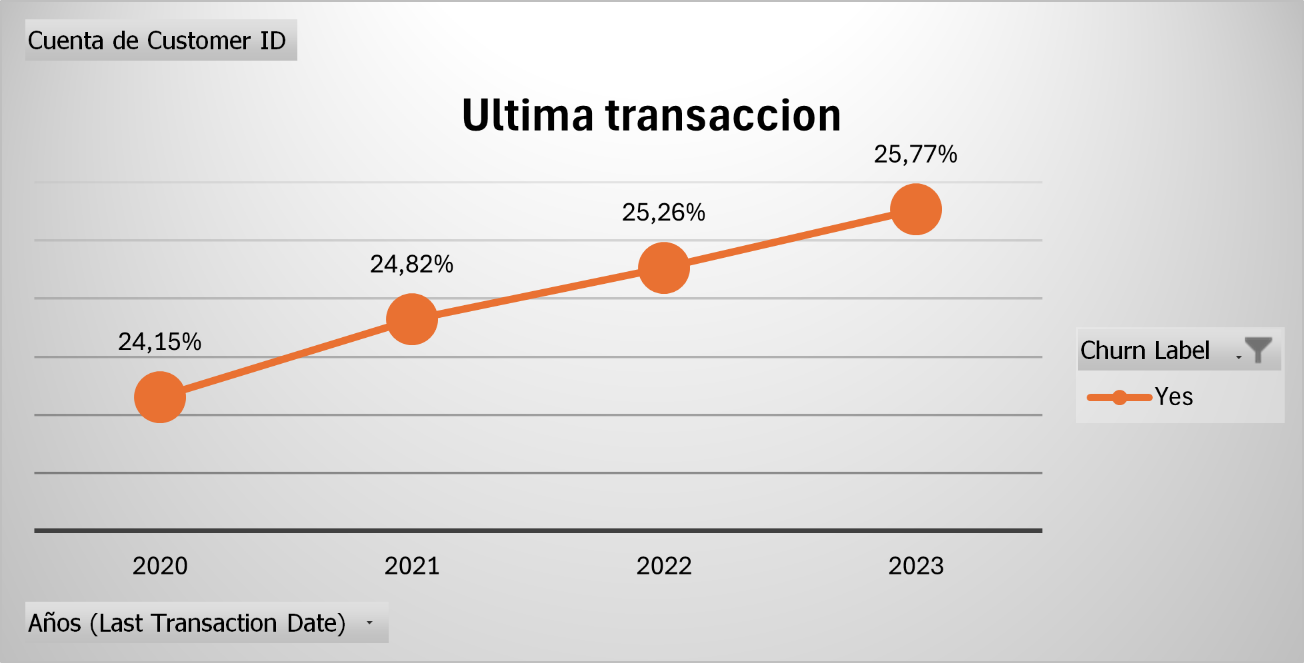 Cuenta de Customer ID
Ultima transaccion
25,77%
25,26%
24,82%
24,15%
Churn Label
Yes
2020 2021 2022 2023
Años (Last Transaction Date)